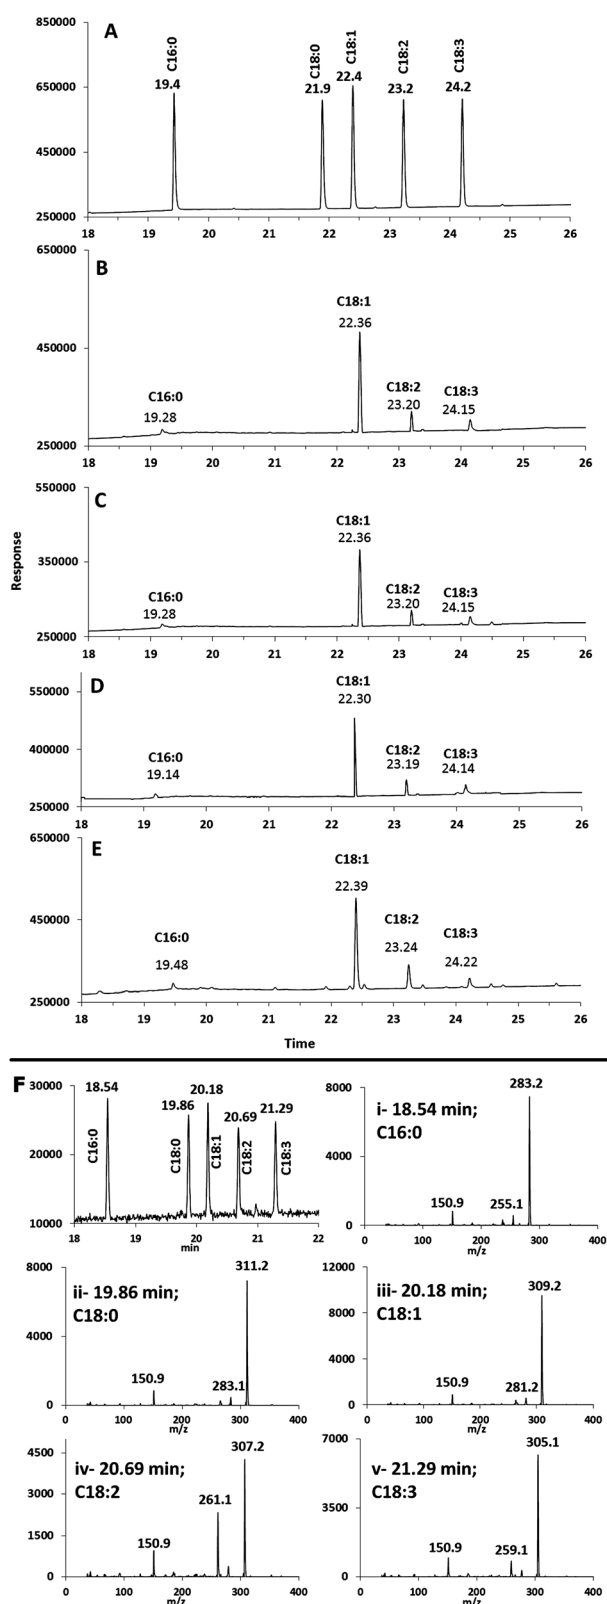 A
C16:0
19.4
C18:0
21.9
C18:1
22.4
C18:2
23.2
C18:3
24.2
850000
650000
450000
250000
18 19 20 21 22 23 24 25 26
B
650000
450000
250000
C16:0
19.28
C18:1
22.36
C18:2
23.20
C18:3
24.15
18 19 20 21 22 23 24 25 26
C
Response
550000
350000
250000
C16:0
19.28
C18:1
22.36
C18:2
23.20
C18:3
24.15
18 19 20 21 22 23 24 25 26
D
550000
400000
250000
C16:0
19.14
C18:1
22.30
C18:2
23.19
C18:3
24.14
18 19 20 21 22 23 24 25 26
E
650000
450000
250000
C16:0
19.48
C18:1
22.39
C18:2
23.24
C18:3
24.22
18 19 20 21 22 23 24 25 26
Time
F
30000
20000
10000
18.54
C16:0
19.86
C18:0
20.18
C18:1
20.69
C18:2
21.29
C18:3
18 19 20 21 22
min
8000
4000
0
i- 18.54 min;
C16:0
283.2
150.9
255.1
0 100 200 300 400
m/z
8000
4000
0
ii- 19.86 min;
C18:0
311.2
150.9
283.1
0 100 200 300 400
m/z
12000
8000
4000
0
iii- 20.18 min;
C18:1
309.2
150.9
281.2
0 100 200 300 400
m/z
4500
3000
1500
0
iv- 20.69 min;
C18:2
307.2
261.1
150.9
0 100 200 300 400
m/z
7000
3500
0
v- 21.29 min;
C18:3
305.1
150.9
259.1
0 100 200 300 400
m/z